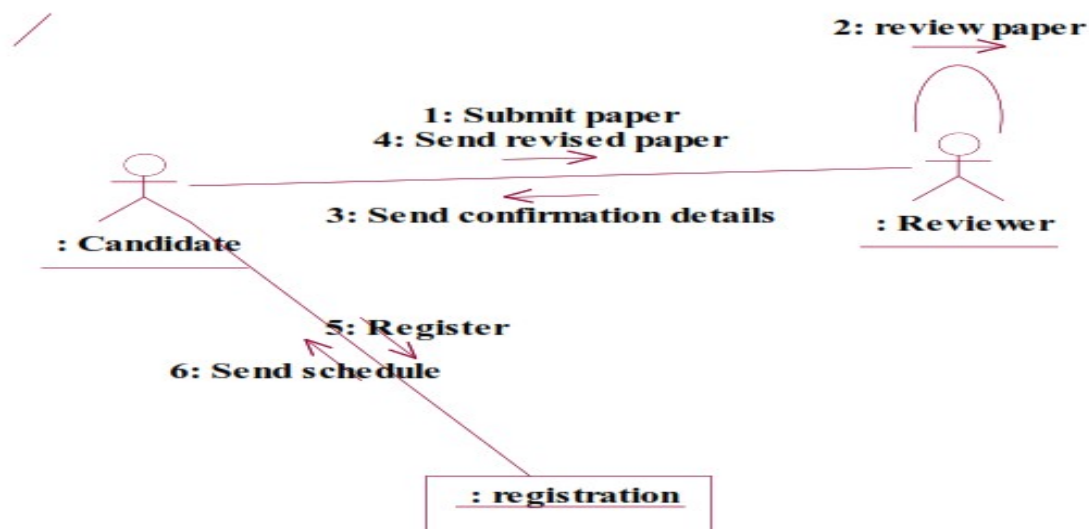 2: review paper
1: Submit paper
4: Send revised paper
3: Send confirmation details
: Candidate
: Reviewer
5: Register
6: Send schedule
: registration